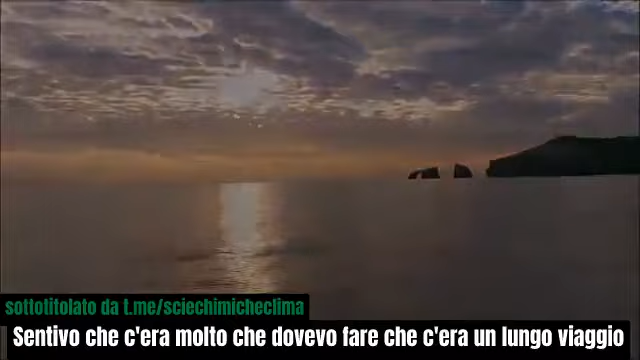 sottotitolato da t.me/sciechimicheclima
Sentivo che c'era molto che dovevo fare che c'era un lungo viaggio